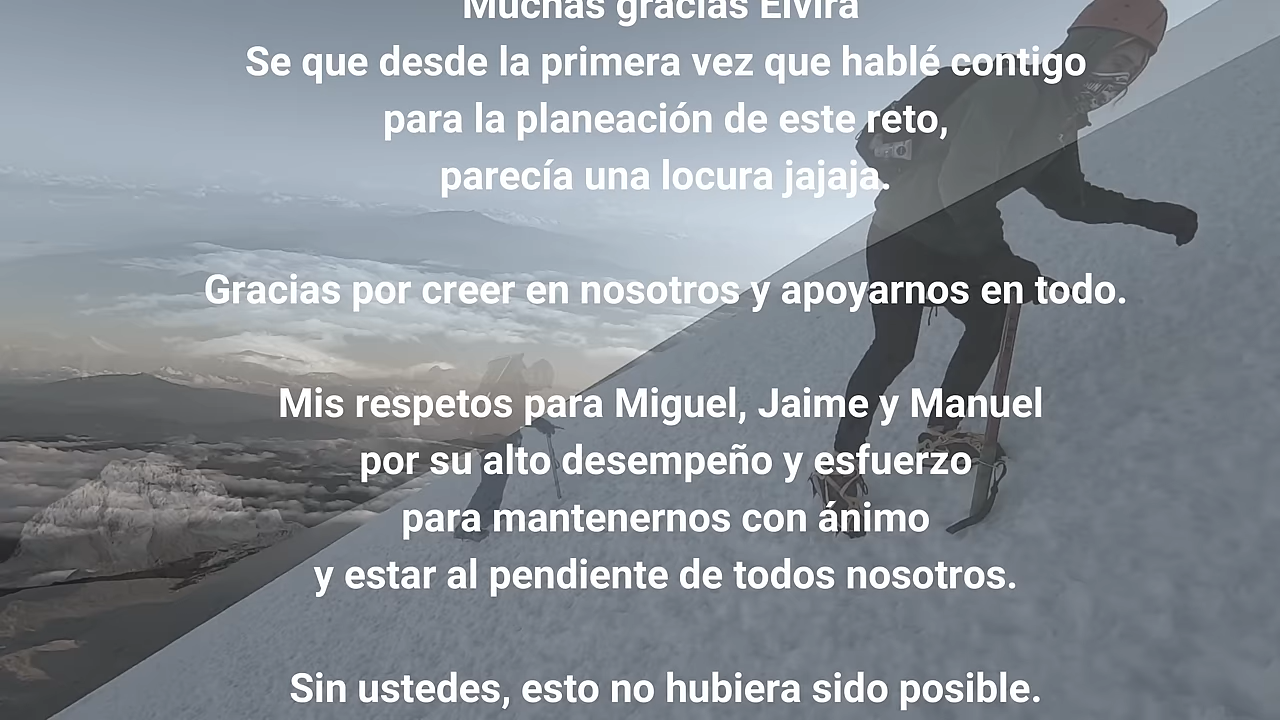 Muchas gracias Elvira
Se que desde la primera vez que hablé contigo
para la planeación de este reto,
parecía una locura jajaja.
Gracias por creer en nosotros y apoyarnos en todo.
Mis respetos para Miguel, Jaime y Manuel
por su alto desempeño y esfuerzo
para mantenernos con ánimo
y estar al pendiente de todos nosotros.
Sin ustedes, esto no hubiera sido posible.